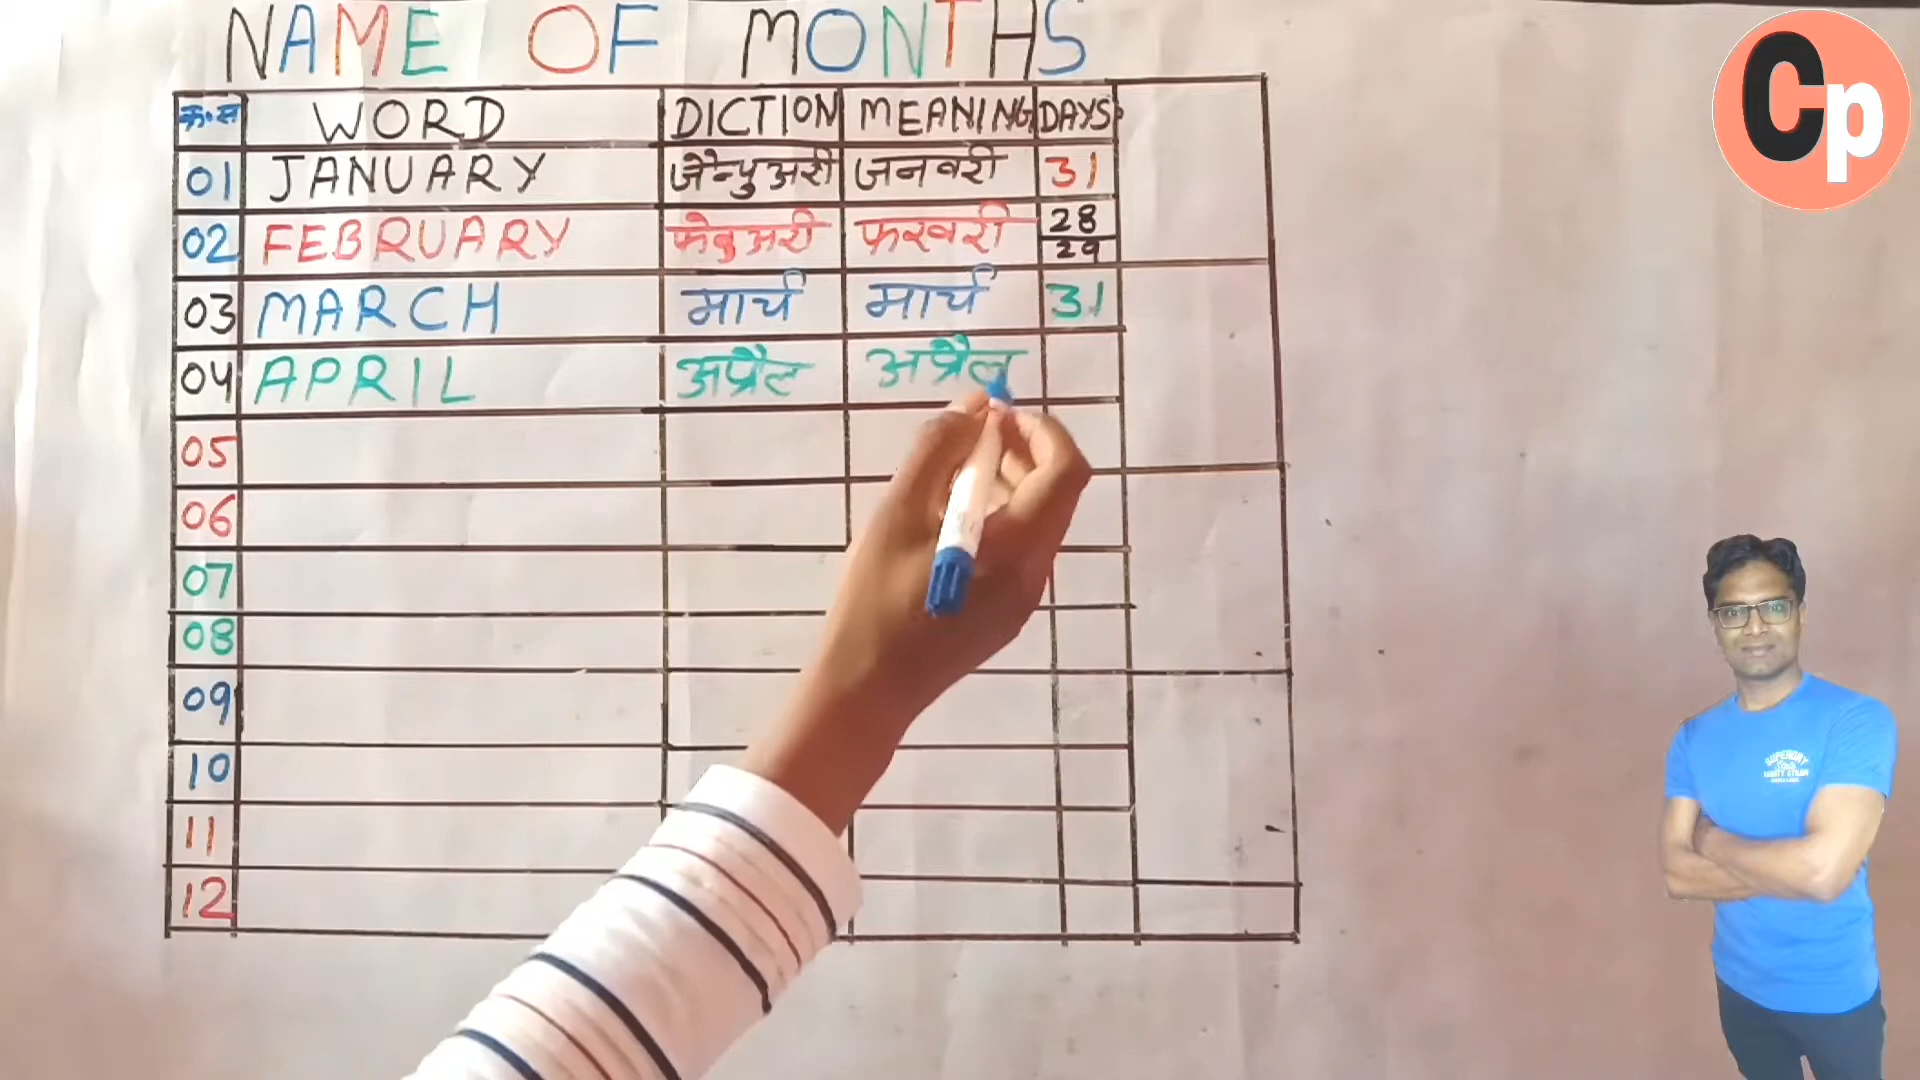 NAME OF MONTHS
क्र.स WORD DICTION MEANING DAYS
01 JANUARY जैन्युअरी जनवरी 31
02 FEBRUARY फेब्रुअरी फरवरी 28
29
03 MARCH मार्च मार्च 31
04 APRIL अप्रैल अप्रैल
05
06
07
08
09
10
11
12
Cp
SUPERDRY